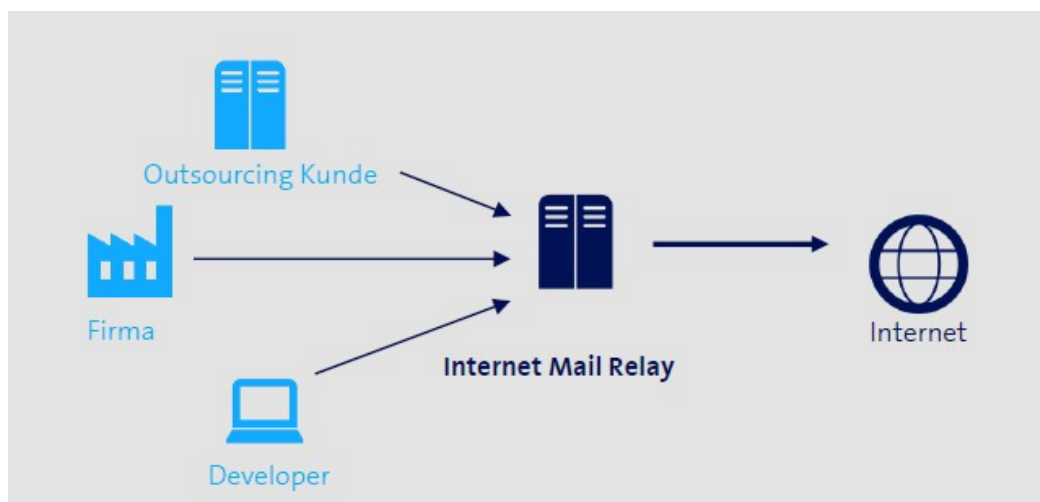 Outsourcing Kunde
Firma
Internet Mail Relay
Internet
Developer